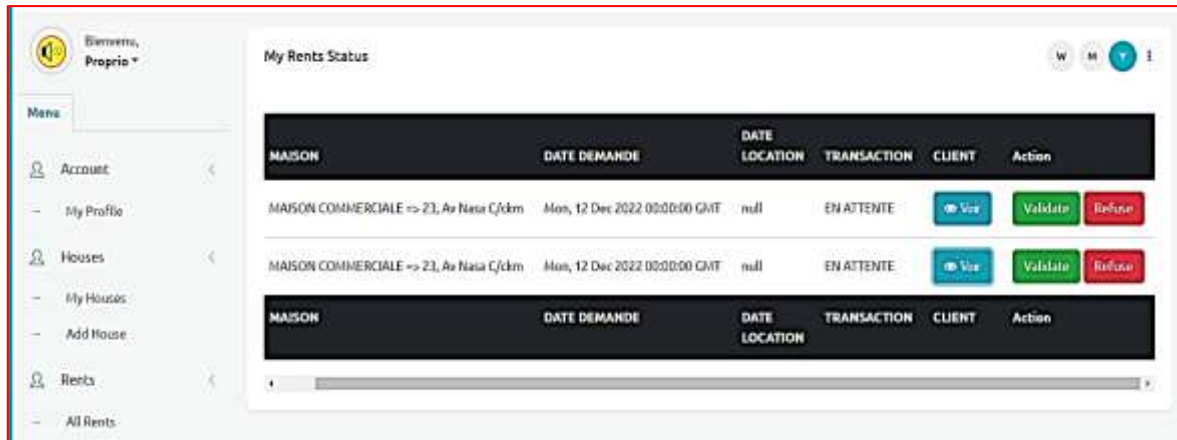 Bienvenu,
Proprio
Menu
Account
My Profile
Houses
My Houses
Add House
Rents
All Rents
My Rents Status
W M Y
MAISON DATE DEMANDE DATE LOCATION TRANSACTION CLIENT Action
MAISON COMMERCIALE => 23, Av Nasa C/ckm Mon, 12 Dec 2022 00:00:00 GMT null EN ATTENTE Voir Validate Refuse
MAISON COMMERCIALE => 23, Av Nasa C/ckm Mon, 12 Dec 2022 00:00:00 GMT null EN ATTENTE Voir Validate Refuse
MAISON DATE DEMANDE DATE LOCATION TRANSACTION CLIENT Action